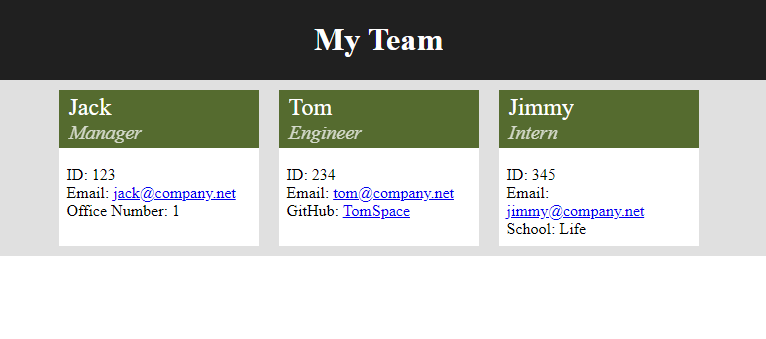 My Team
Jack
Manager
ID: 123
Email: jack@company.net
Office Number: 1
Tom
Engineer
ID: 234
Email: tom@company.net
GitHub: TomSpace
Jimmy
Intern
ID: 345
Email:
jimmy@company.net
School: Life